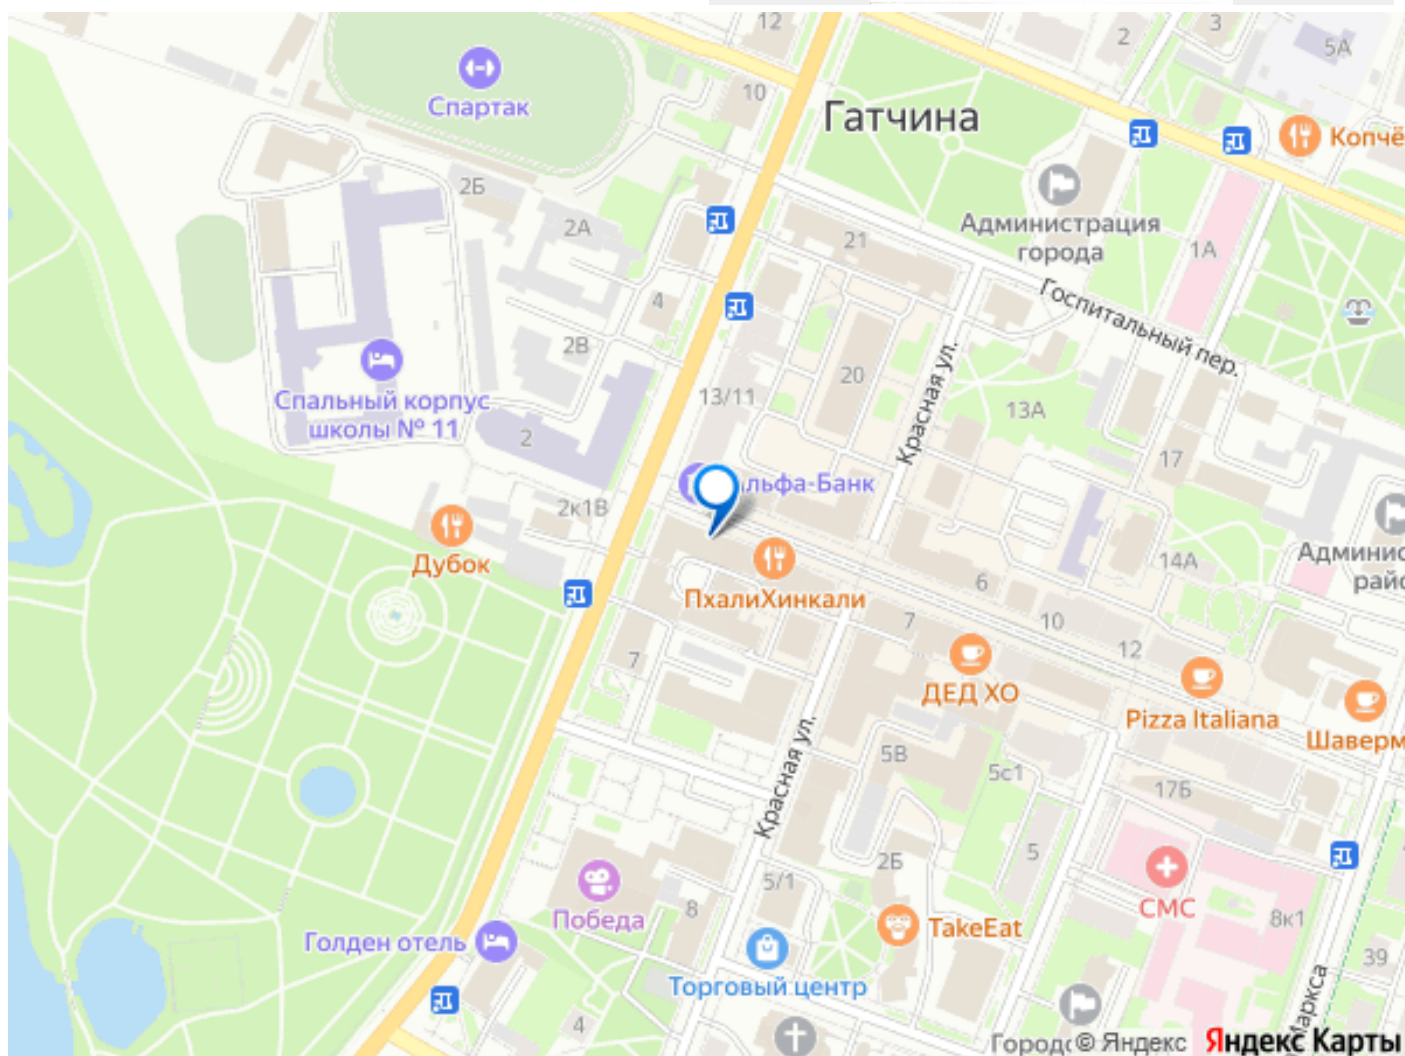 12
2
3
5А
Спартак
10
Гатчина
Копчё
2Б
2А
21
Администрация
города
1А
4
Госпитальный пер.
2В
20
Красная ул.
13/11
13А
Спальный корпус
школы № 11
2
17
льфа-Банк
2к1В
Дубок
14А
Админис
райо
ПхалиХинкали
6
7
10
12
7
ДЕД ХО
Pizza Italiana
Шаверм
Красная ул.
5В
5с1
17Б
5
2Б
5/1
СМС
Победа
8
8к1
TakeEat
Голден отель
39
Торговый центр
4
Маркса
Городс
© Яндекс
Яндекс Карты